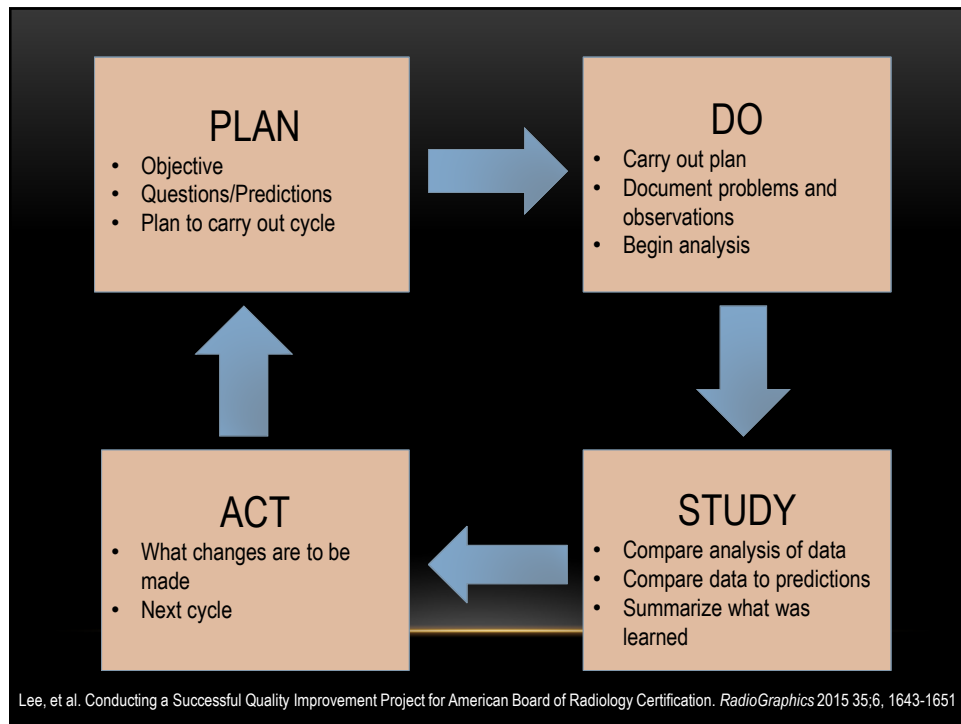 PLAN
• Objective
• Questions/Predictions
• Plan to carry out cycle
DO
• Carry out plan
• Document problems and
observations
• Begin analysis
ACT
• What changes are to be
made
• Next cycle
STUDY
• Compare analysis of data
• Compare data to predictions
• Summarize what was
learned
Lee, et al. Conducting a Successful Quality Improvement Project for American Board of Radiology Certification. RadioGraphics 2015 35;6, 1643-1651